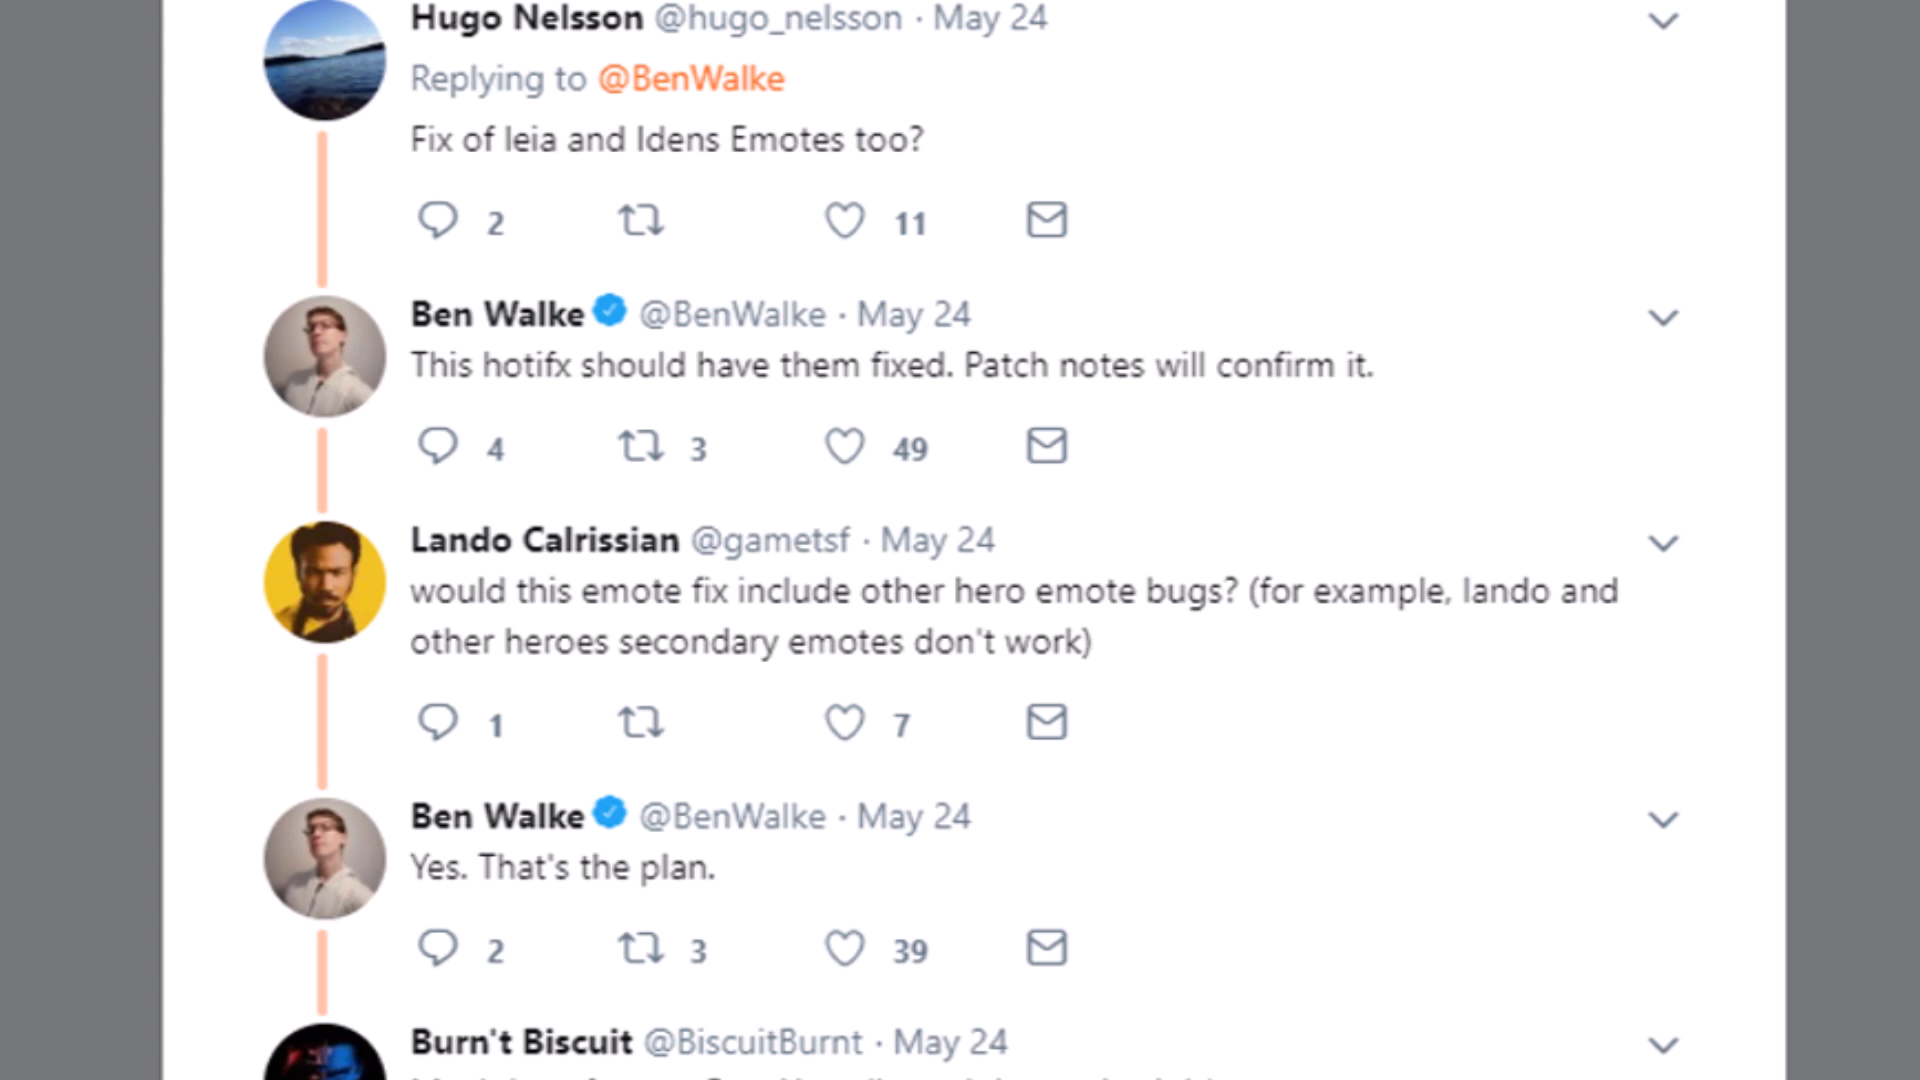 Hugo Nelsson @hugo_nelsson · May 24
Replying to @BenWalke
Fix of leia and Idens Emotes too?
2 11
Ben Walke @BenWalke · May 24
This hotifx should have them fixed. Patch notes will confirm it.
4 3 49
Lando Calrissian @gametsf · May 24
would this emote fix include other hero emote bugs? (for example, lando and
other heroes secondary emotes don't work)
1 7
Ben Walke @BenWalke · May 24
Yes. That's the plan.
2 3 39
Burn't Biscuit @BiscuitBurnt · May 24